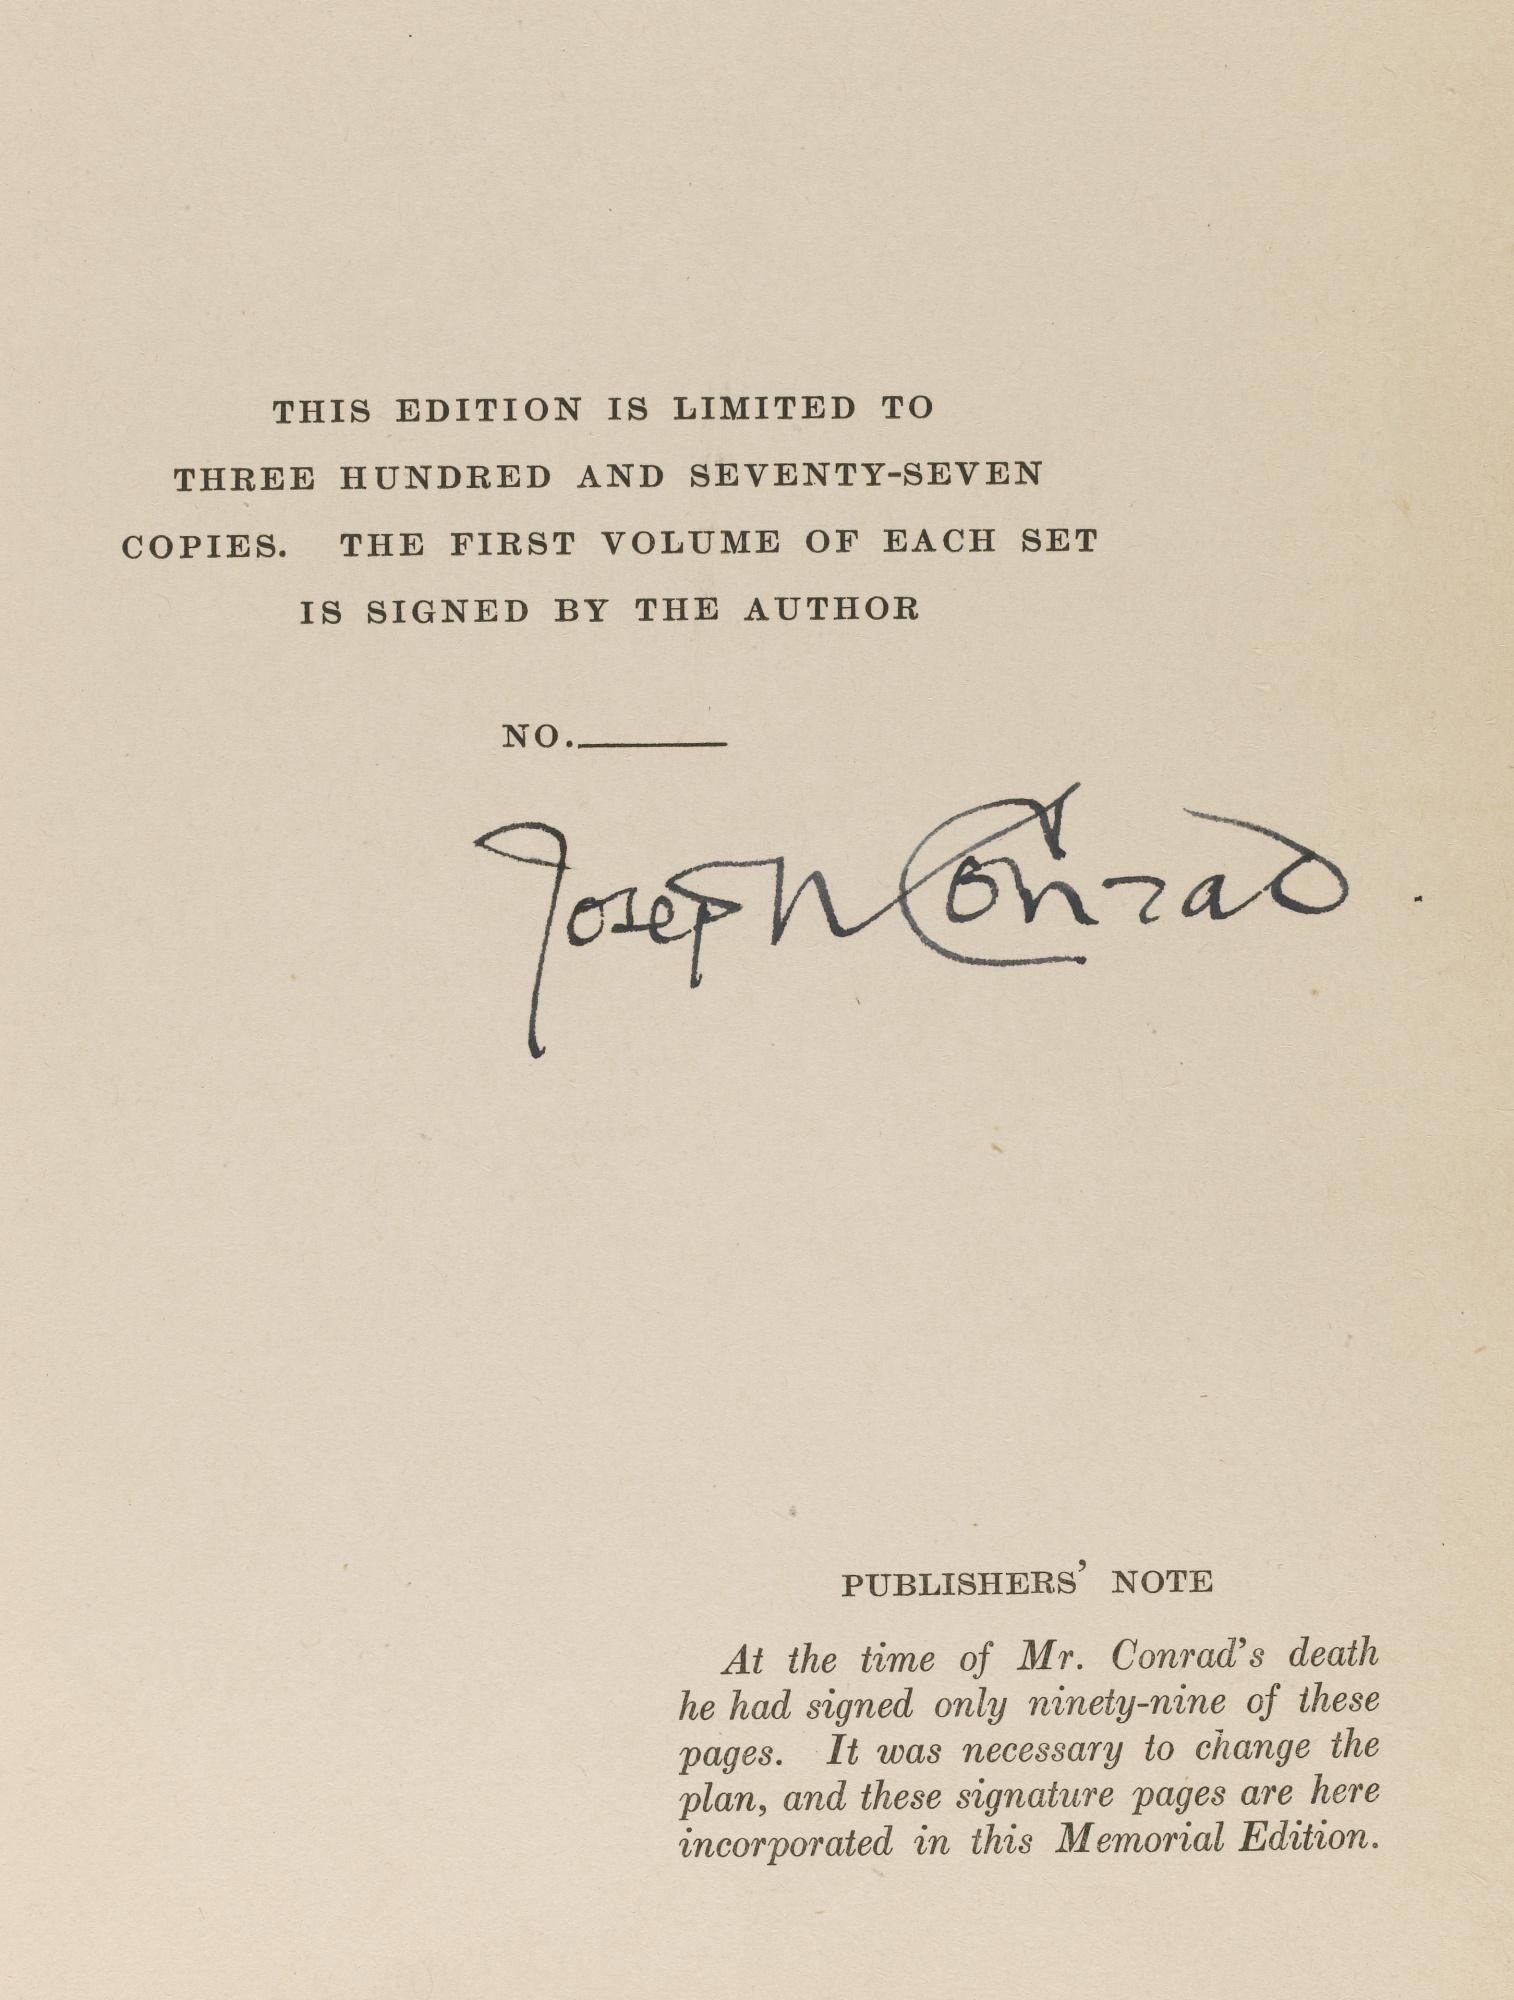 THIS EDITION IS LIMITED TO
THREE HUNDRED AND SEVENTY-SEVEN
COPIES. THE FIRST VOLUME OF EACH SET
IS SIGNED BY THE AUTHOR
NO.
Joseph Conrad.
PUBLISHERS' NOTE
At the time of Mr. Conrad's death
he had signed only ninety-nine of these
pages. It was necessary to change the
plan, and these signature pages are here
incorporated in this Memorial Edition.